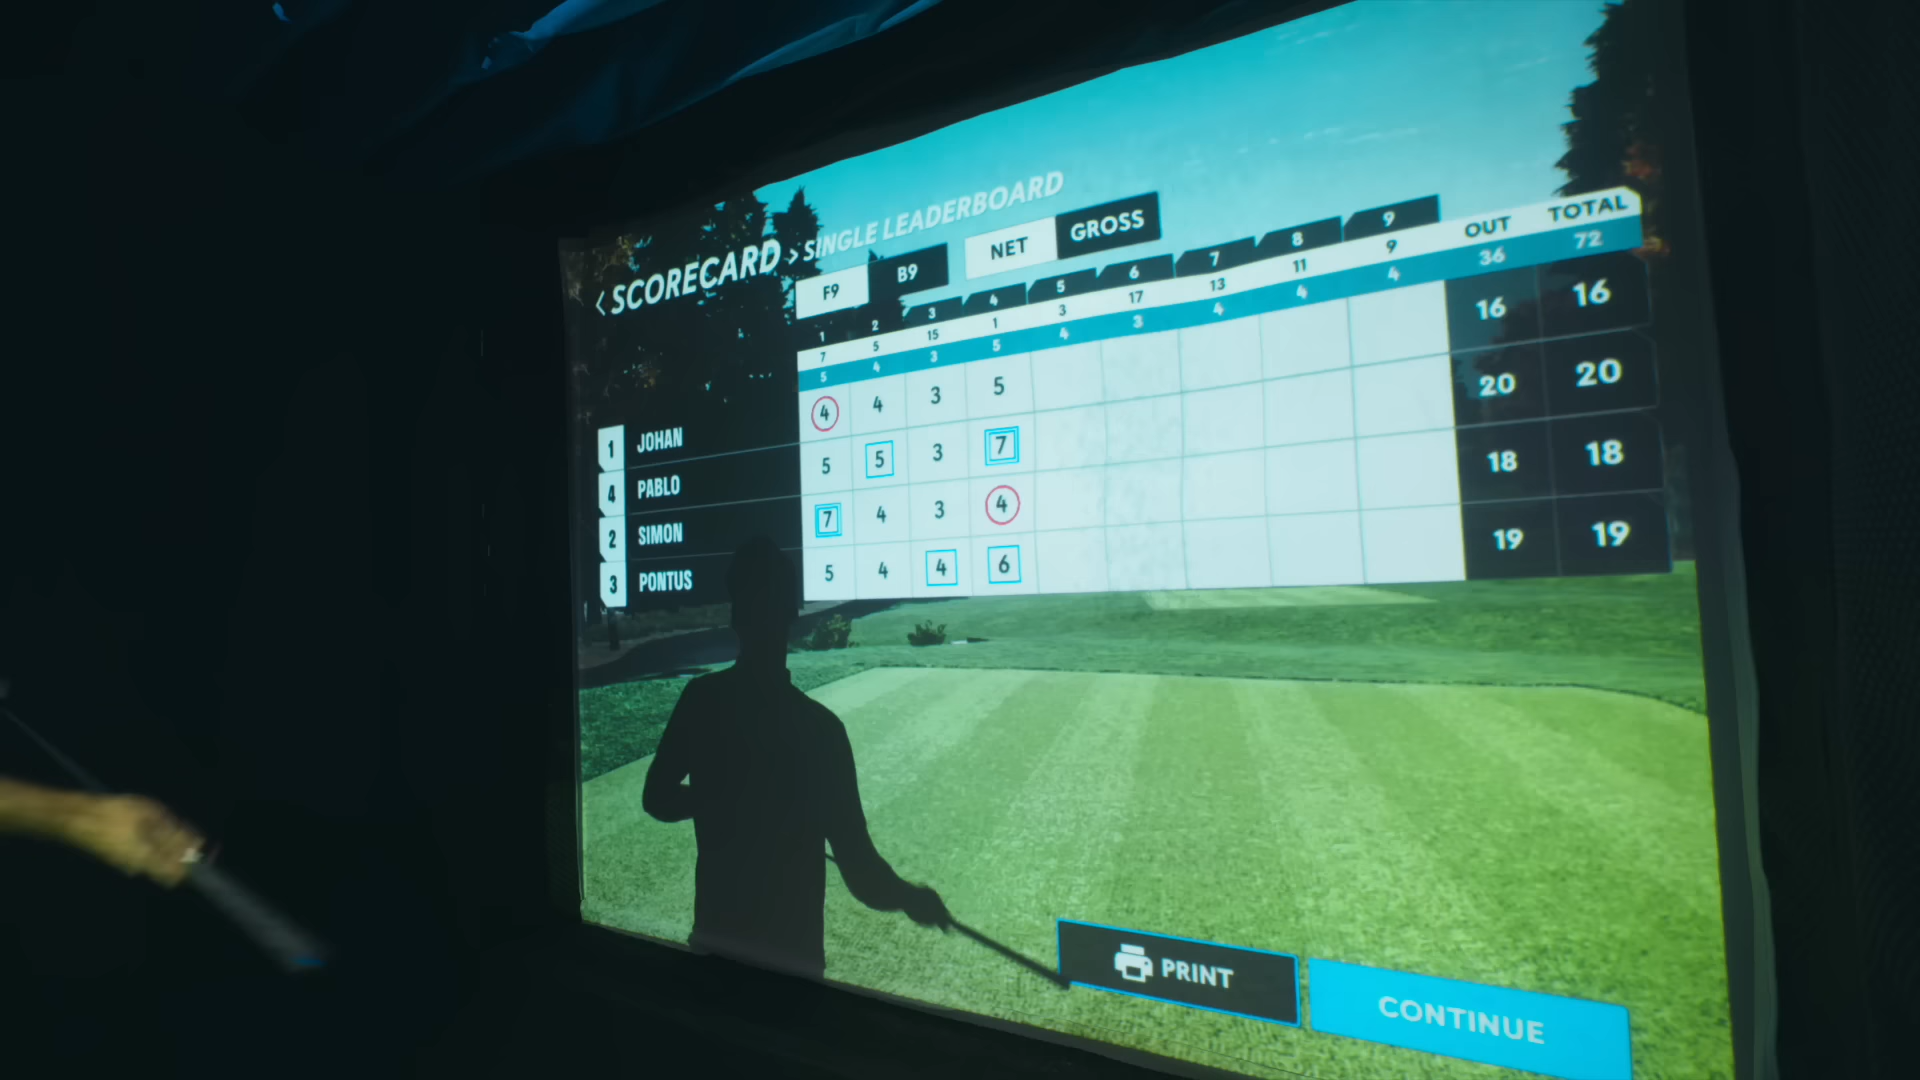 < SCORECARD > SINGLE LEADERBOARD
F9 B9 NET GROSS
1 2 3 4 5 6 7 8 9
7 5 15 1 3 17 13 11 9 OUT TOTAL
5 4 3 5 4 3 4 4 4 36 72
1 JOHAN 4 4 3 5 16 16
4 PABLO 5 5 3 7 20 20
2 SIMON 7 4 3 4 18 18
3 PONTUS 5 4 4 6 19 19
PRINT
CONTINUE